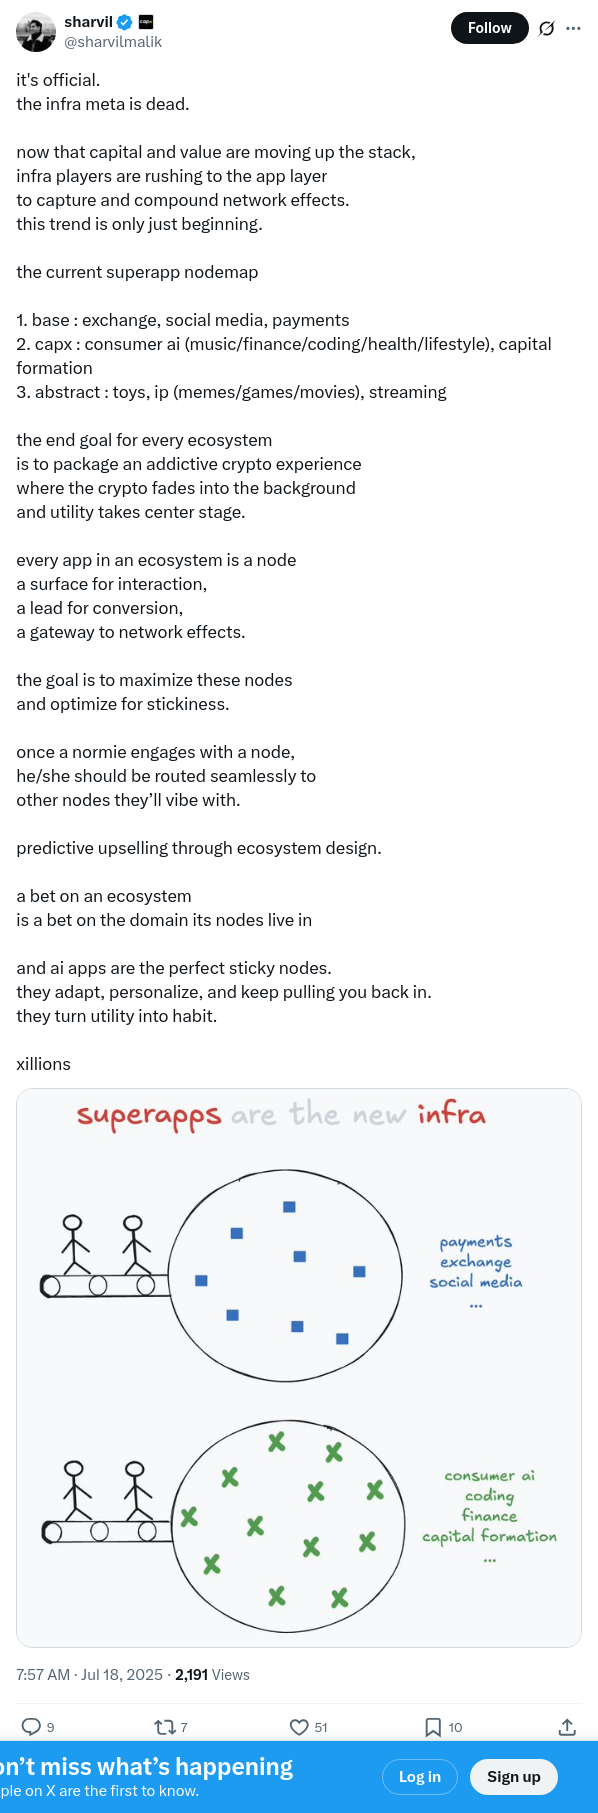 sharvil
@sharvilmalik
Follow
it's official.
the infra meta is dead.
now that capital and value are moving up the stack,
infra players are rushing to the app layer
to capture and compound network effects.
this trend is only just beginning.
the current superapp nodemap
1. base : exchange, social media, payments
2. capx : consumer ai (music/finance/coding/health/lifestyle), capital
formation
3. abstract : toys, ip (memes/games/movies), streaming
the end goal for every ecosystem
is to package an addictive crypto experience
where the crypto fades into the background
and utility takes center stage.
every app in an ecosystem is a node
a surface for interaction,
a lead for conversion,
a gateway to network effects.
the goal is to maximize these nodes
and optimize for stickiness.
once a normie engages with a node,
he/she should be routed seamlessly to
other nodes they’ll vibe with.
predictive upselling through ecosystem design.
a bet on an ecosystem
is a bet on the domain its nodes live in
and ai apps are the perfect sticky nodes.
they adapt, personalize, and keep pulling you back in.
they turn utility into habit.
xillions
superapps are the new infra
payments
exchange
social media
...
consumer ai
coding
finance
capital formation
...
7:57 AM · Jul 18, 2025 · 2,191 Views
9 7 51 10
on’t miss what’s happening
ple on X are the first to know.
Log in
Sign up